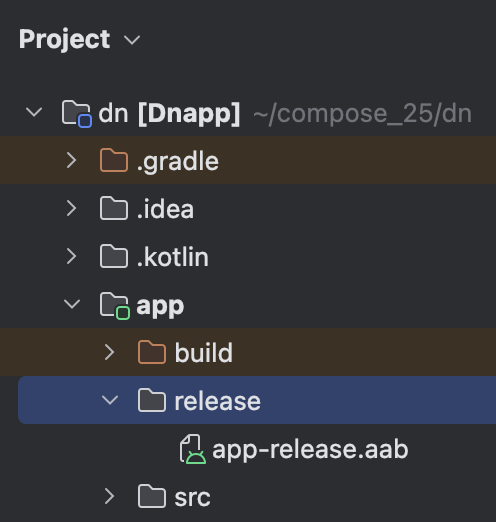 Project
dn [Dnapp] ~/compose_25/dn
.gradle
.idea
.kotlin
app
build
release
app-release.aab
src